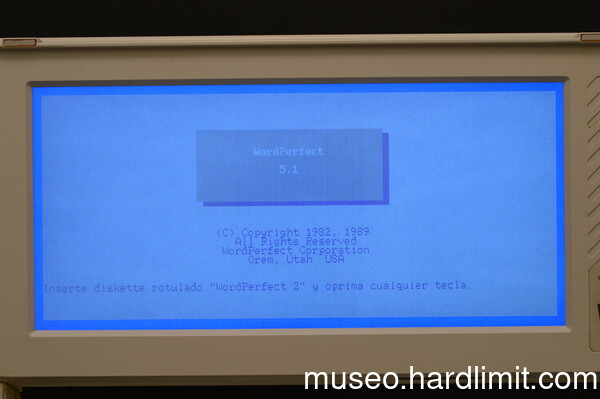 WordPerfect
5.1
(C) Copyright 1982, 1989
All Rights Reserved
WordPerfect Corporation
Orem, Utah USA
Inserte diskette rotulado "WordPerfect 2" y oprima cualquier tecla_
museo.hardlimit.com